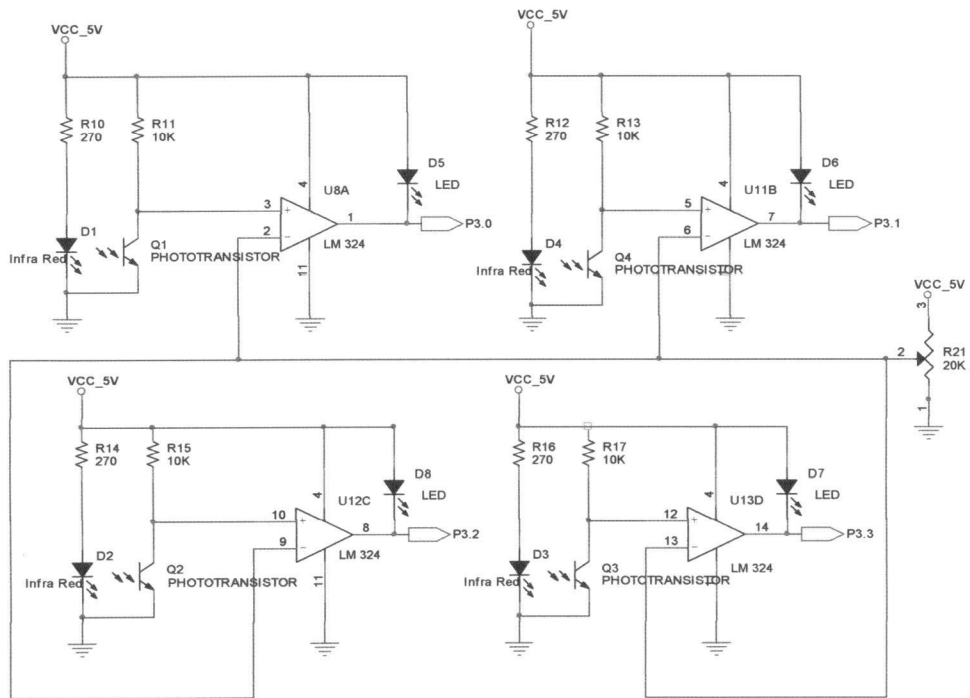 VCC_5V
R10
270
R11
10K
4
U8A
D5
LED
3
+
2
−
1
P3.0
LM 324
11
D1
Infra Red
Q1
PHOTOTRANSISTOR
VCC_5V
R12
270
R13
10K
4
U11B
D6
LED
5
+
6
−
7
P3.1
LM 324
D4
Infra Red
Q4
PHOTOTRANSISTOR
VCC_5V
3
2
R21
20K
1
VCC_5V
R14
270
R15
10K
4
U12C
D8
LED
10
+
9
−
8
P3.2
LM 324
11
D2
Infra Red
Q2
PHOTOTRANSISTOR
VCC_5V
R16
270
R17
10K
4
U13D
D7
LED
12
+
13
−
14
P3.3
LM 324
D3
Infra Red
Q3
PHOTOTRANSISTOR